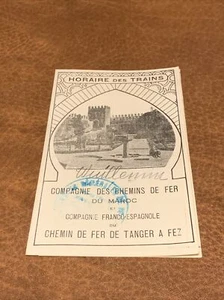 HORAIRE DES TRAINS
Vuillemin
COMPAGNIE DES CHEMINS DE FER
DU MAROC
ET
COMPAGNIE FRANCO-ESPAGNOLE
DU
CHEMIN DE FER DE TANGER A FEZ